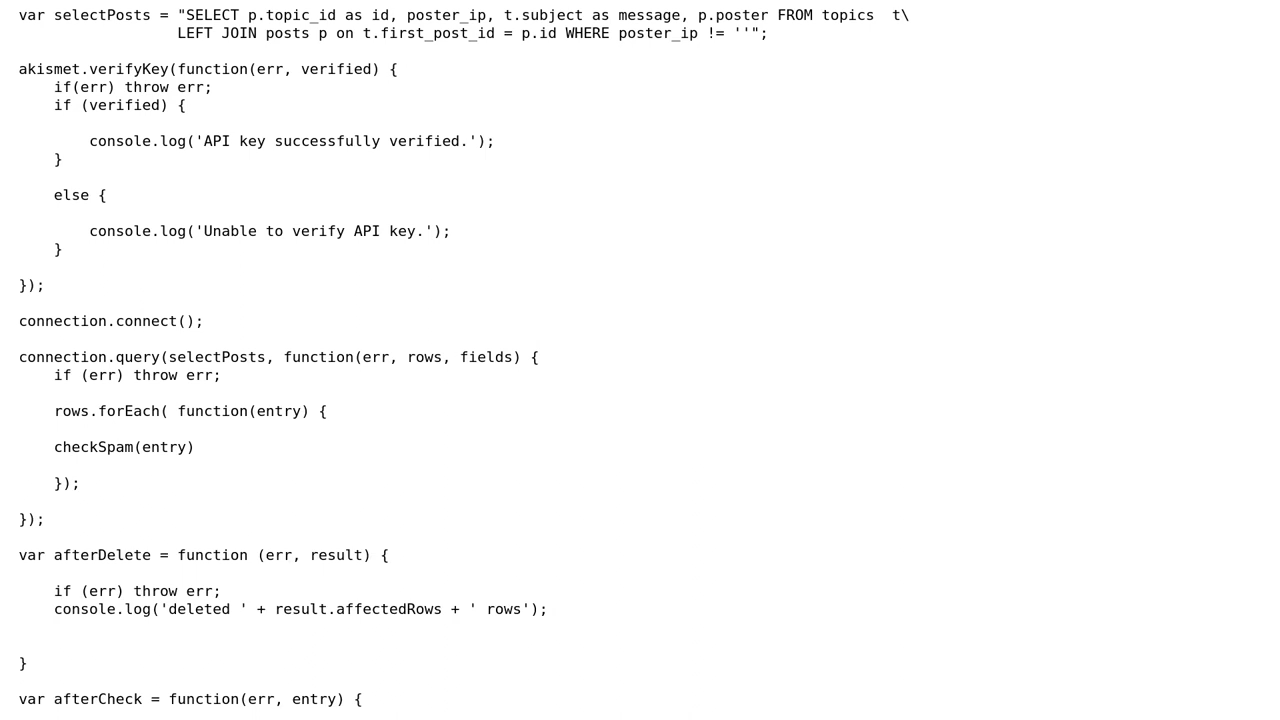 var selectPosts = "SELECT p.topic_id as id, poster_ip, t.subject as message, p.poster FROM topics  t\
                  LEFT JOIN posts p on t.first_post_id = p.id WHERE poster_ip != ''";

akismet.verifyKey(function(err, verified) {
    if(err) throw err;
    if (verified) {

        console.log('API key successfully verified.');
    }

    else {

        console.log('Unable to verify API key.');
    }

});

connection.connect();

connection.query(selectPosts, function(err, rows, fields) {
    if (err) throw err;

    rows.forEach( function(entry) {

    checkSpam(entry)

    });

});

var afterDelete = function (err, result) {

    if (err) throw err;
    console.log('deleted ' + result.affectedRows + ' rows');


}

var afterCheck = function(err, entry) {